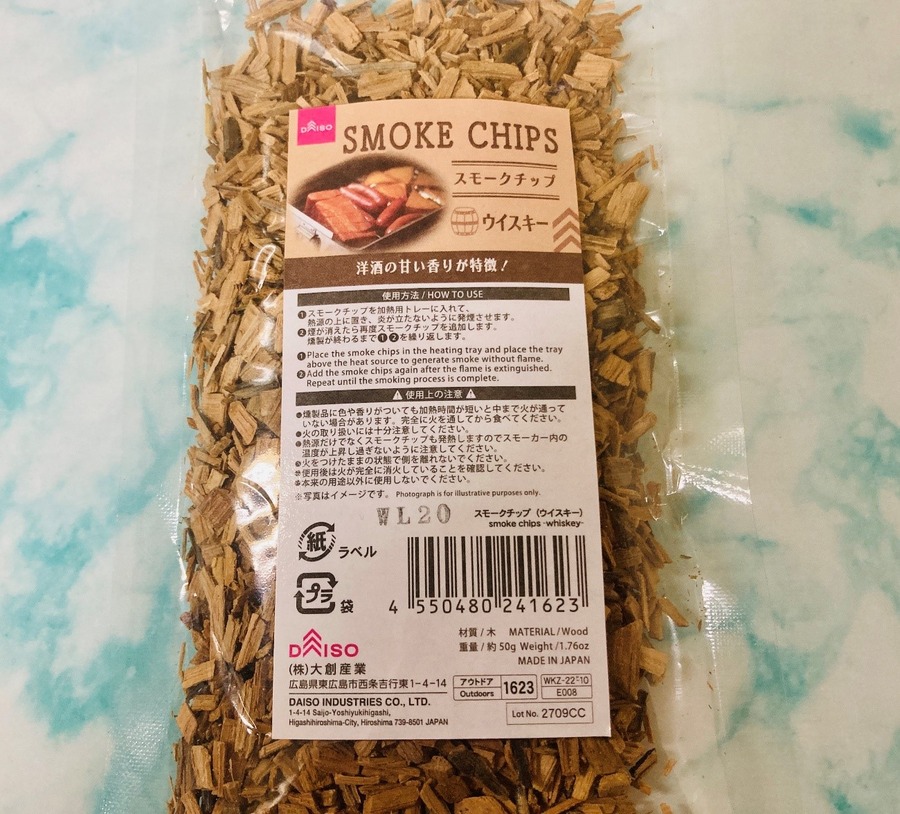 DAISO
SMOKE CHIPS
スモークチップ
ウイスキー
洋酒の甘い香りが特徴！
使用方法 / HOW TO USE
❶スモークチップを加熱用トレーに入れて、
熱源の上に置き、炎が立たないように発煙させます。
❷煙が消えたら再度スモークチップを追加します。
燻製が終わるまで❶❷を繰り返します。
❶Place the smoke chips in the heating tray and place the tray
above the heat source to generate smoke without flame.
❷Add the smoke chips again after the flame is extinguished.
Repeat until the smoking process is complete.
⚠使用上の注意⚠
●燻製品に色や香りがついても加熱時間が短いと中まで火が通って
いない場合があります。完全に火を通してから食べてください。
●火の取り扱いには十分注意してください。
●熱源だけでなくスモークチップも発熱しますのでスモーカー内の
温度が上昇し過ぎないように注意してください。
●火をつけたままの状態で側を離れないでください。
●使用後は火が完全に消火していることを確認してください。
●本来の用途以外に使用しないでください。
※写真はイメージです。 Photograph is for illustrative purposes only.
WL20
スモークチップ（ウイスキー）
smoke chips -whiskey-
紙 ラベル
プラ 袋
4 550480 241623
材質 / 木 MATERIAL / Wood
重量 / 約 50g Weight /1.76oz
MADE IN JAPAN
DAISO
(株)大創産業
広島県東広島市西条吉行東1-4-14
DAISO INDUSTRIES CO., LTD.
1-4-14 Saijo-Yoshiyukihigashi,
Higashihiroshima-City, Hiroshima 739-8501 JAPAN
アウトドア
Outdoors
1623
WKZ-22-10
E008
Lot No. 2709CC